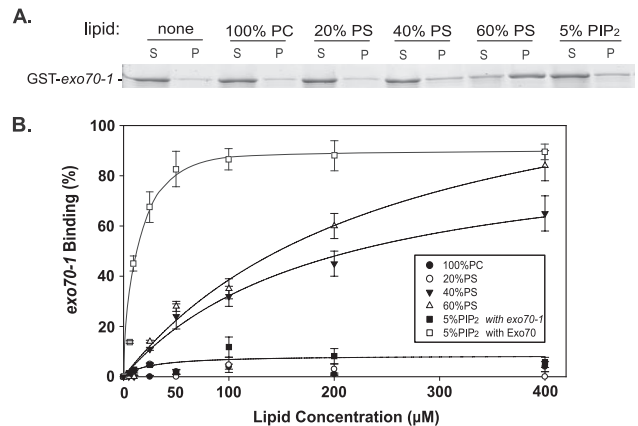 A.
lipid: none 100% PC 20% PS 40% PS 60% PS 5% PIP2
S P S P S P S P S P S P
GST-exo70-1
B.
100
80
60
40
20
0
exo70-1 Binding (%)
100%PC
20%PS
40%PS
60%PS
5%PIP2 with exo70-1
5%PIP2 with Exo70
0 50 100 200 300 400
Lipid Concentration (µM)